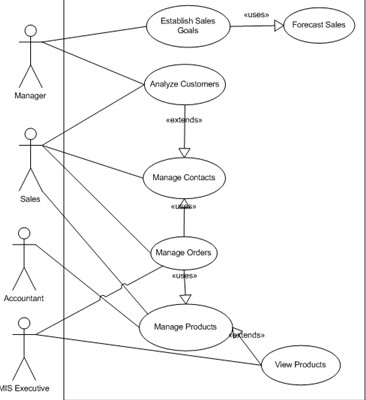 Establish Sales
Goals
«uses»
Forecast Sales
Manager
Analyze Customers
«extends»
Sales
Manage Contacts
«uses»
Accountant
Manage Orders
«uses»
MIS Executive
Manage Products
«extends»
View Products